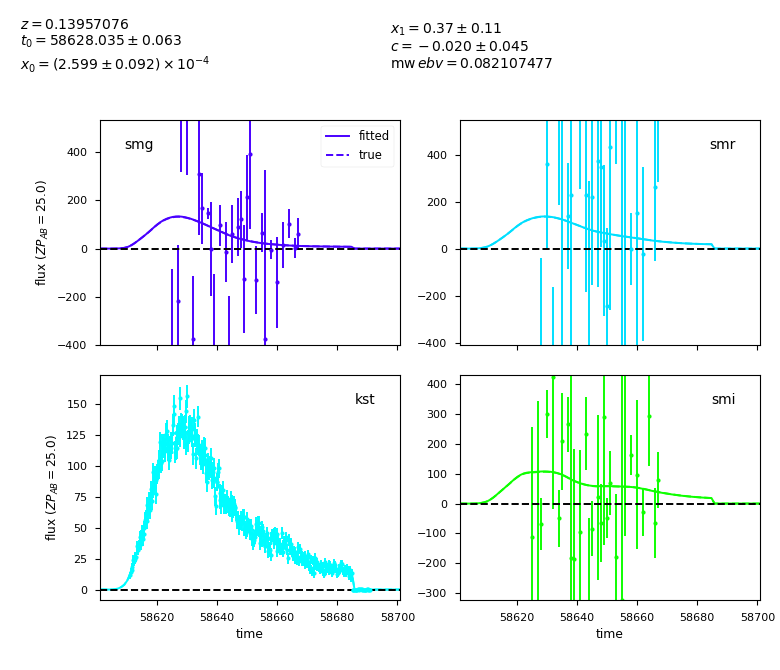 z = 0.13957076
t₀ = 58628.035 ± 0.063
x₀ = (2.599 ± 0.092) × 10⁻⁴
x₁ = 0.37 ± 0.11
c = −0.020 ± 0.045
mw ebv = 0.082107477
smg
fitted
true
400
200
0
−200
−400
flux (ZP_AB = 25.0)
smr
400
200
0
−200
−400
kst
150
125
100
75
50
25
0
flux (ZP_AB = 25.0)
58620 58640 58660 58680 58700
time
smi
400
300
200
100
0
−100
−200
−300
58620 58640 58660 58680 58700
time